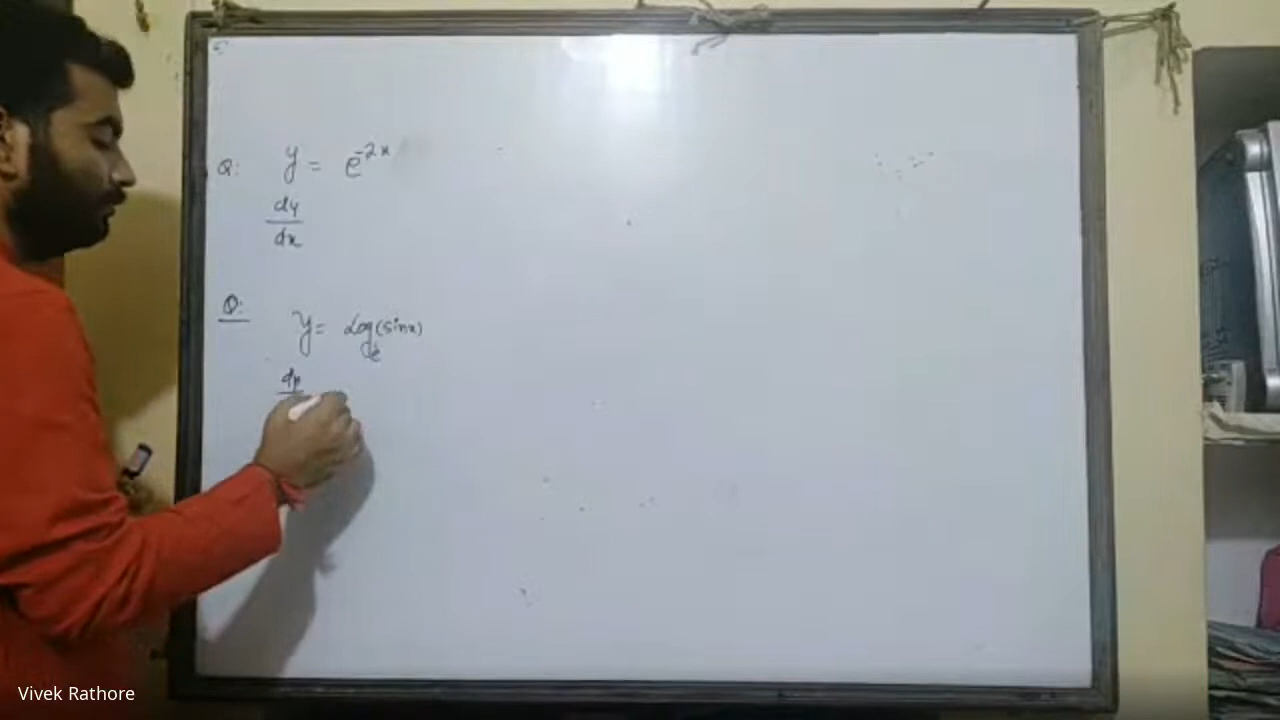 Q: y = e^-2x
dy
dx
Q:
y = Log_e(sinx)
dy
Vivek Rathore